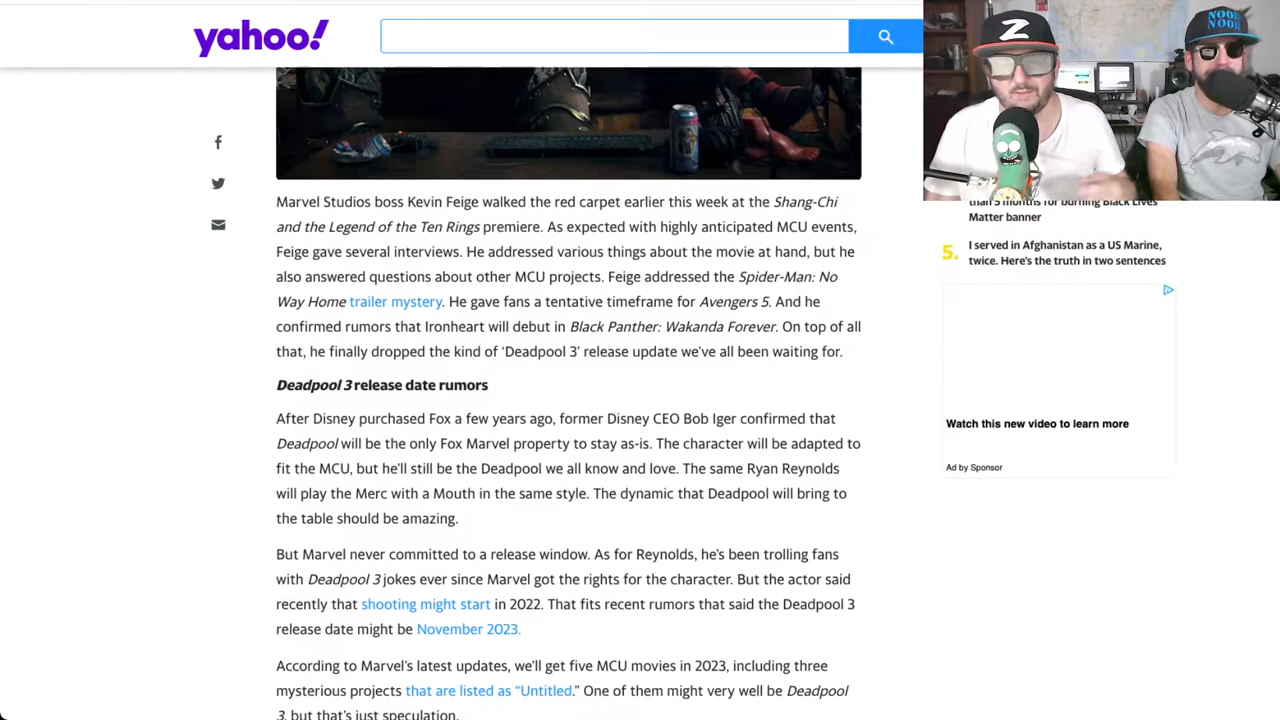 yahoo!
Z
NOOB
NOOB
Marvel Studios boss Kevin Feige walked the red carpet earlier this week at the Shang-Chi
and the Legend of the Ten Rings premiere. As expected with highly anticipated MCU events,
Feige gave several interviews. He addressed various things about the movie at hand, but he
also answered questions about other MCU projects. Feige addressed the Spider-Man: No
Way Home trailer mystery. He gave fans a tentative timeframe for Avengers 5. And he
confirmed rumors that Ironheart will debut in Black Panther: Wakanda Forever. On top of all
that, he finally dropped the kind of ‘Deadpool 3’ release update we’ve all been waiting for.
Deadpool 3 release date rumors
After Disney purchased Fox a few years ago, former Disney CEO Bob Iger confirmed that
Deadpool will be the only Fox Marvel property to stay as-is. The character will be adapted to
fit the MCU, but he’ll still be the Deadpool we all know and love. The same Ryan Reynolds
will play the Merc with a Mouth in the same style. The dynamic that Deadpool will bring to
the table should be amazing.
But Marvel never committed to a release window. As for Reynolds, he’s been trolling fans
with Deadpool 3 jokes ever since Marvel got the rights for the character. But the actor said
recently that shooting might start in 2022. That fits recent rumors that said the Deadpool 3
release date might be November 2023.
According to Marvel’s latest updates, we’ll get five MCU movies in 2023, including three
mysterious projects that are listed as “Untitled.” One of them might very well be Deadpool
3, but that’s just speculation.
than 5 months for burning Black Lives
Matter banner
5. I served in Afghanistan as a US Marine,
twice. Here's the truth in two sentences
Watch this new video to learn more
Ad by Sponsor